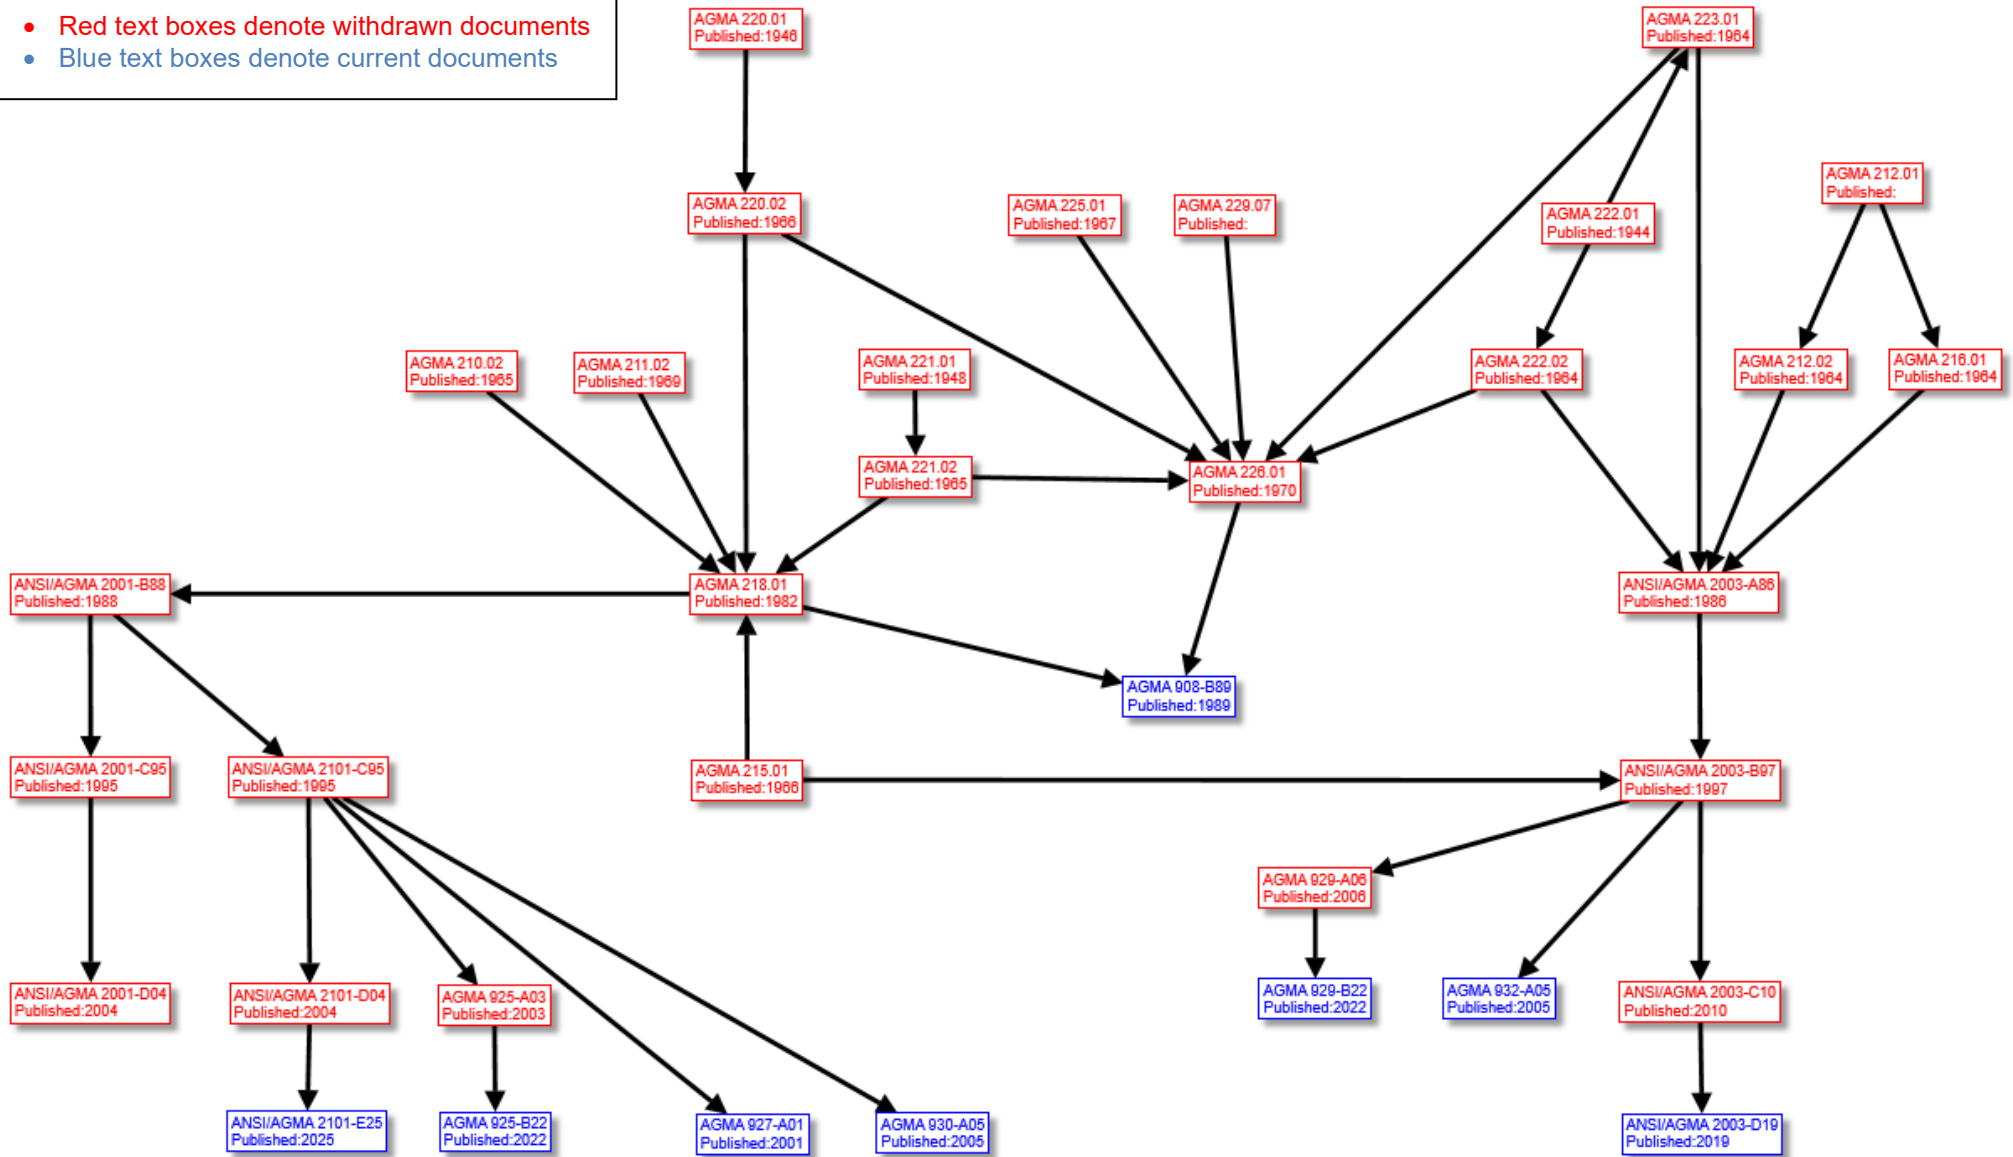 • Red text boxes denote withdrawn documents
• Blue text boxes denote current documents
AGMA 220.01
Published:1946
AGMA 223.01
Published:1964
AGMA 212.01
Published:
AGMA 220.02
Published:1966
AGMA 225.01
Published:1967
AGMA 229.07
Published:
AGMA 222.01
Published:1944
AGMA 210.02
Published:1965
AGMA 211.02
Published:1969
AGMA 221.01
Published:1948
AGMA 222.02
Published:1964
AGMA 212.02
Published:1964
AGMA 216.01
Published:1964
AGMA 221.02
Published:1965
AGMA 226.01
Published:1970
ANSI/AGMA 2001-B88
Published:1988
AGMA 218.01
Published:1982
ANSI/AGMA 2003-A86
Published:1986
AGMA 908-B89
Published:1989
ANSI/AGMA 2001-C95
Published:1995
ANSI/AGMA 2101-C95
Published:1995
AGMA 215.01
Published:1966
ANSI/AGMA 2003-B97
Published:1997
AGMA 929-A06
Published:2006
ANSI/AGMA 2001-D04
Published:2004
ANSI/AGMA 2101-D04
Published:2004
AGMA 925-A03
Published:2003
AGMA 929-B22
Published:2022
AGMA 932-A05
Published:2005
ANSI/AGMA 2003-C10
Published:2010
ANSI/AGMA 2101-E25
Published:2025
AGMA 925-B22
Published:2022
AGMA 927-A01
Published:2001
AGMA 930-A05
Published:2005
ANSI/AGMA 2003-D19
Published:2019